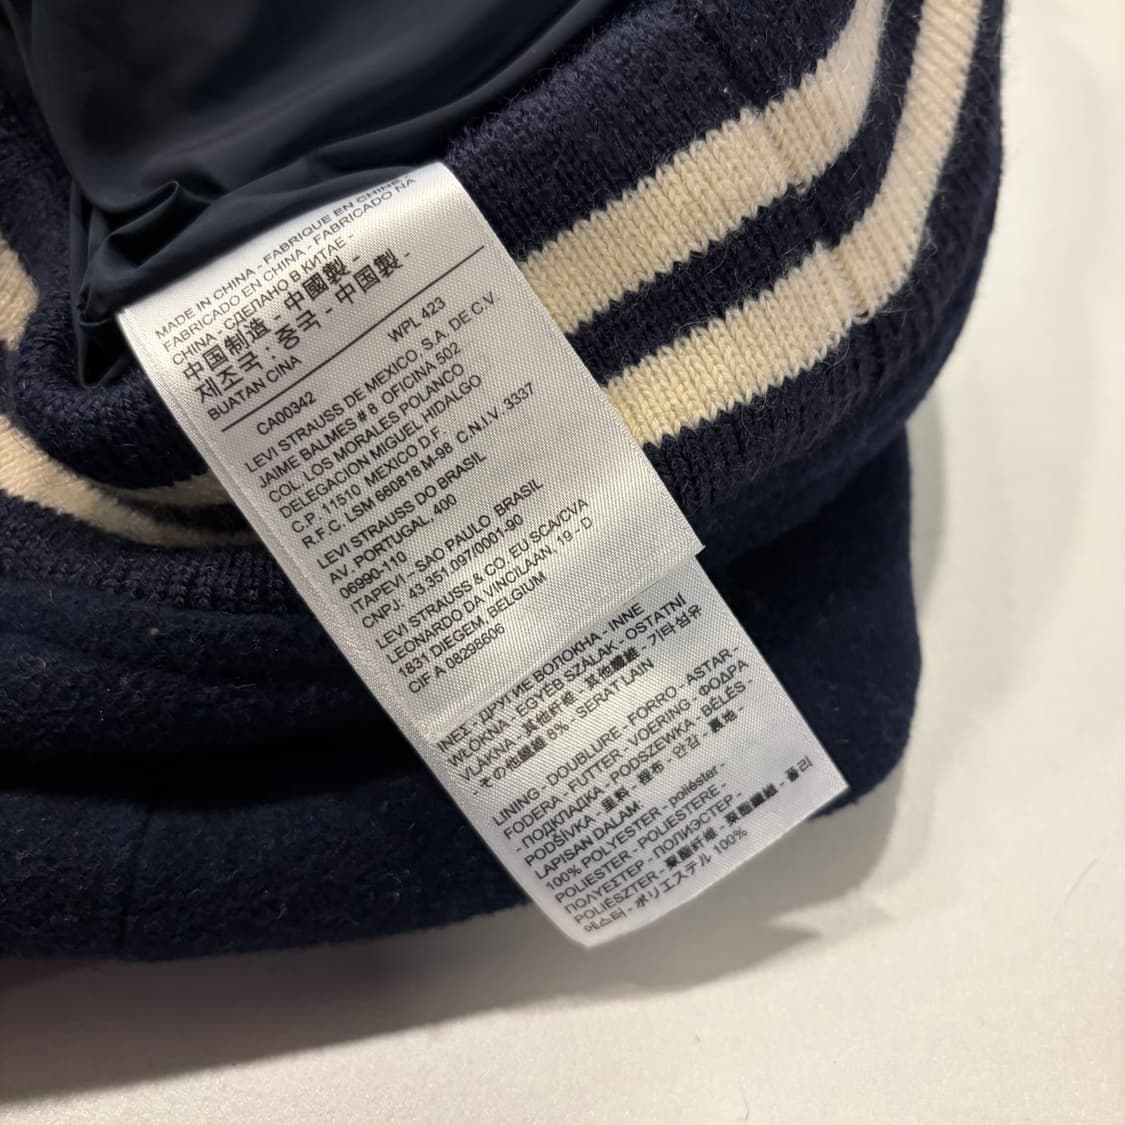 MADE IN CHINA - FABRIQUE EN CHINE -
FABRICADO EN CHINA - FABRICADO NA
CHINA - СДЕЛАНО В КИТАЕ -
中国制造 - 中國製 -
제조국 : 중국 - 中国製 -
BUATAN CINA
CA00342 WPL 423
LEVI STRAUSS DE MEXICO, S.A. DE C.V.
JAIME BALMES # 8 OFICINA 502
COL LOS MORALES POLANCO
DELEGACION MIGUEL HIDALGO
C.P. 11510 MEXICO D.F.
R.F.C. LSM 660818 M-98 C.N.I.V. 3337
LEVI STRAUSS DO BRASIL
AV. PORTUGAL, 400
06990-110
ITAPEVI - SAO PAULO BRASIL
CNPJ: 43.351.097/0001-90
LEVI STRAUSS & CO. EU SCA/CVA
LEONARDO DA VINCILAAN, 19 - D
1831 DIEGEM, BELGIUM
CIF A 08298606
ΙΝΕΣ - ДРУГИЕ ВОЛОКНА - INNE
WŁÓKNA - EGYÉB SZÁLAK - OSTATNÍ
VLÁKNA - 其他纤维 - 其他纖維 - 기타섬유
- その他繊維 8% - SERAT LAIN
LINING - DOUBLURE - FORRO - ASTAR -
FODERA - FUTTER - VOERING - ΦΟΔΡΑ
- ПОДКЛАДКА - PODSZEWKA - BÉLÉS -
PODŠÍVKA - 里料 - 裡布 - 안감 - 裏地 -
LAPISAN DALAM
100% POLYESTER - poliéster -
POLIESTER - POLIESTERE -
ΠΟΛΥΕΣΤΕΡ - ПОЛИЭСТЕР -
POLIÉSZTER - 聚酯纤维 - 聚酯纖維 - 폴리
에스터 - ポリエステル 100%